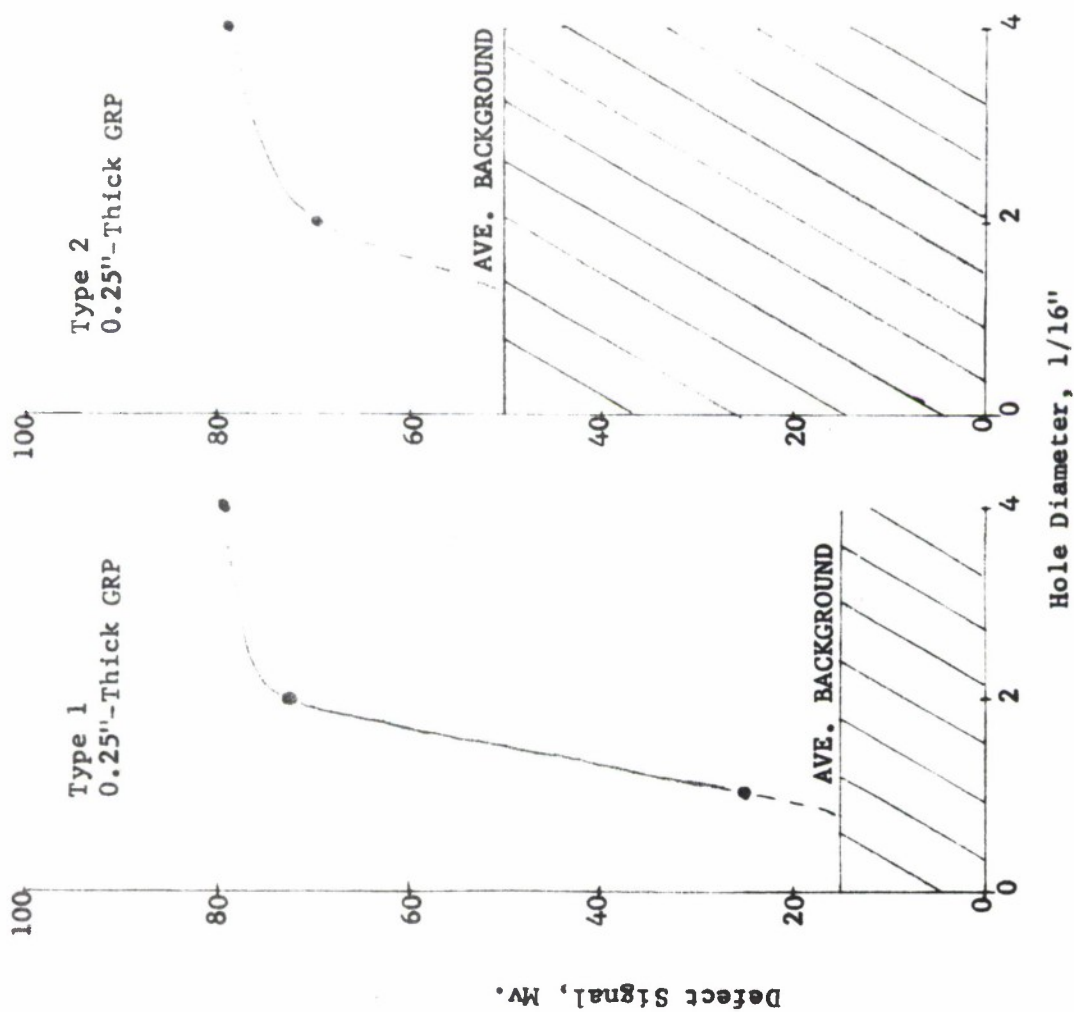 Type 1
0.25"-Thick GRP
100
80
60
40
20
0
AVE. BACKGROUND
0
2
4
Type 2
0.25"-Thick GRP
100
80
60
40
20
0
AVE. BACKGROUND
0
2
4
Defect Signal, Mv.
Hole Diameter, 1/16"